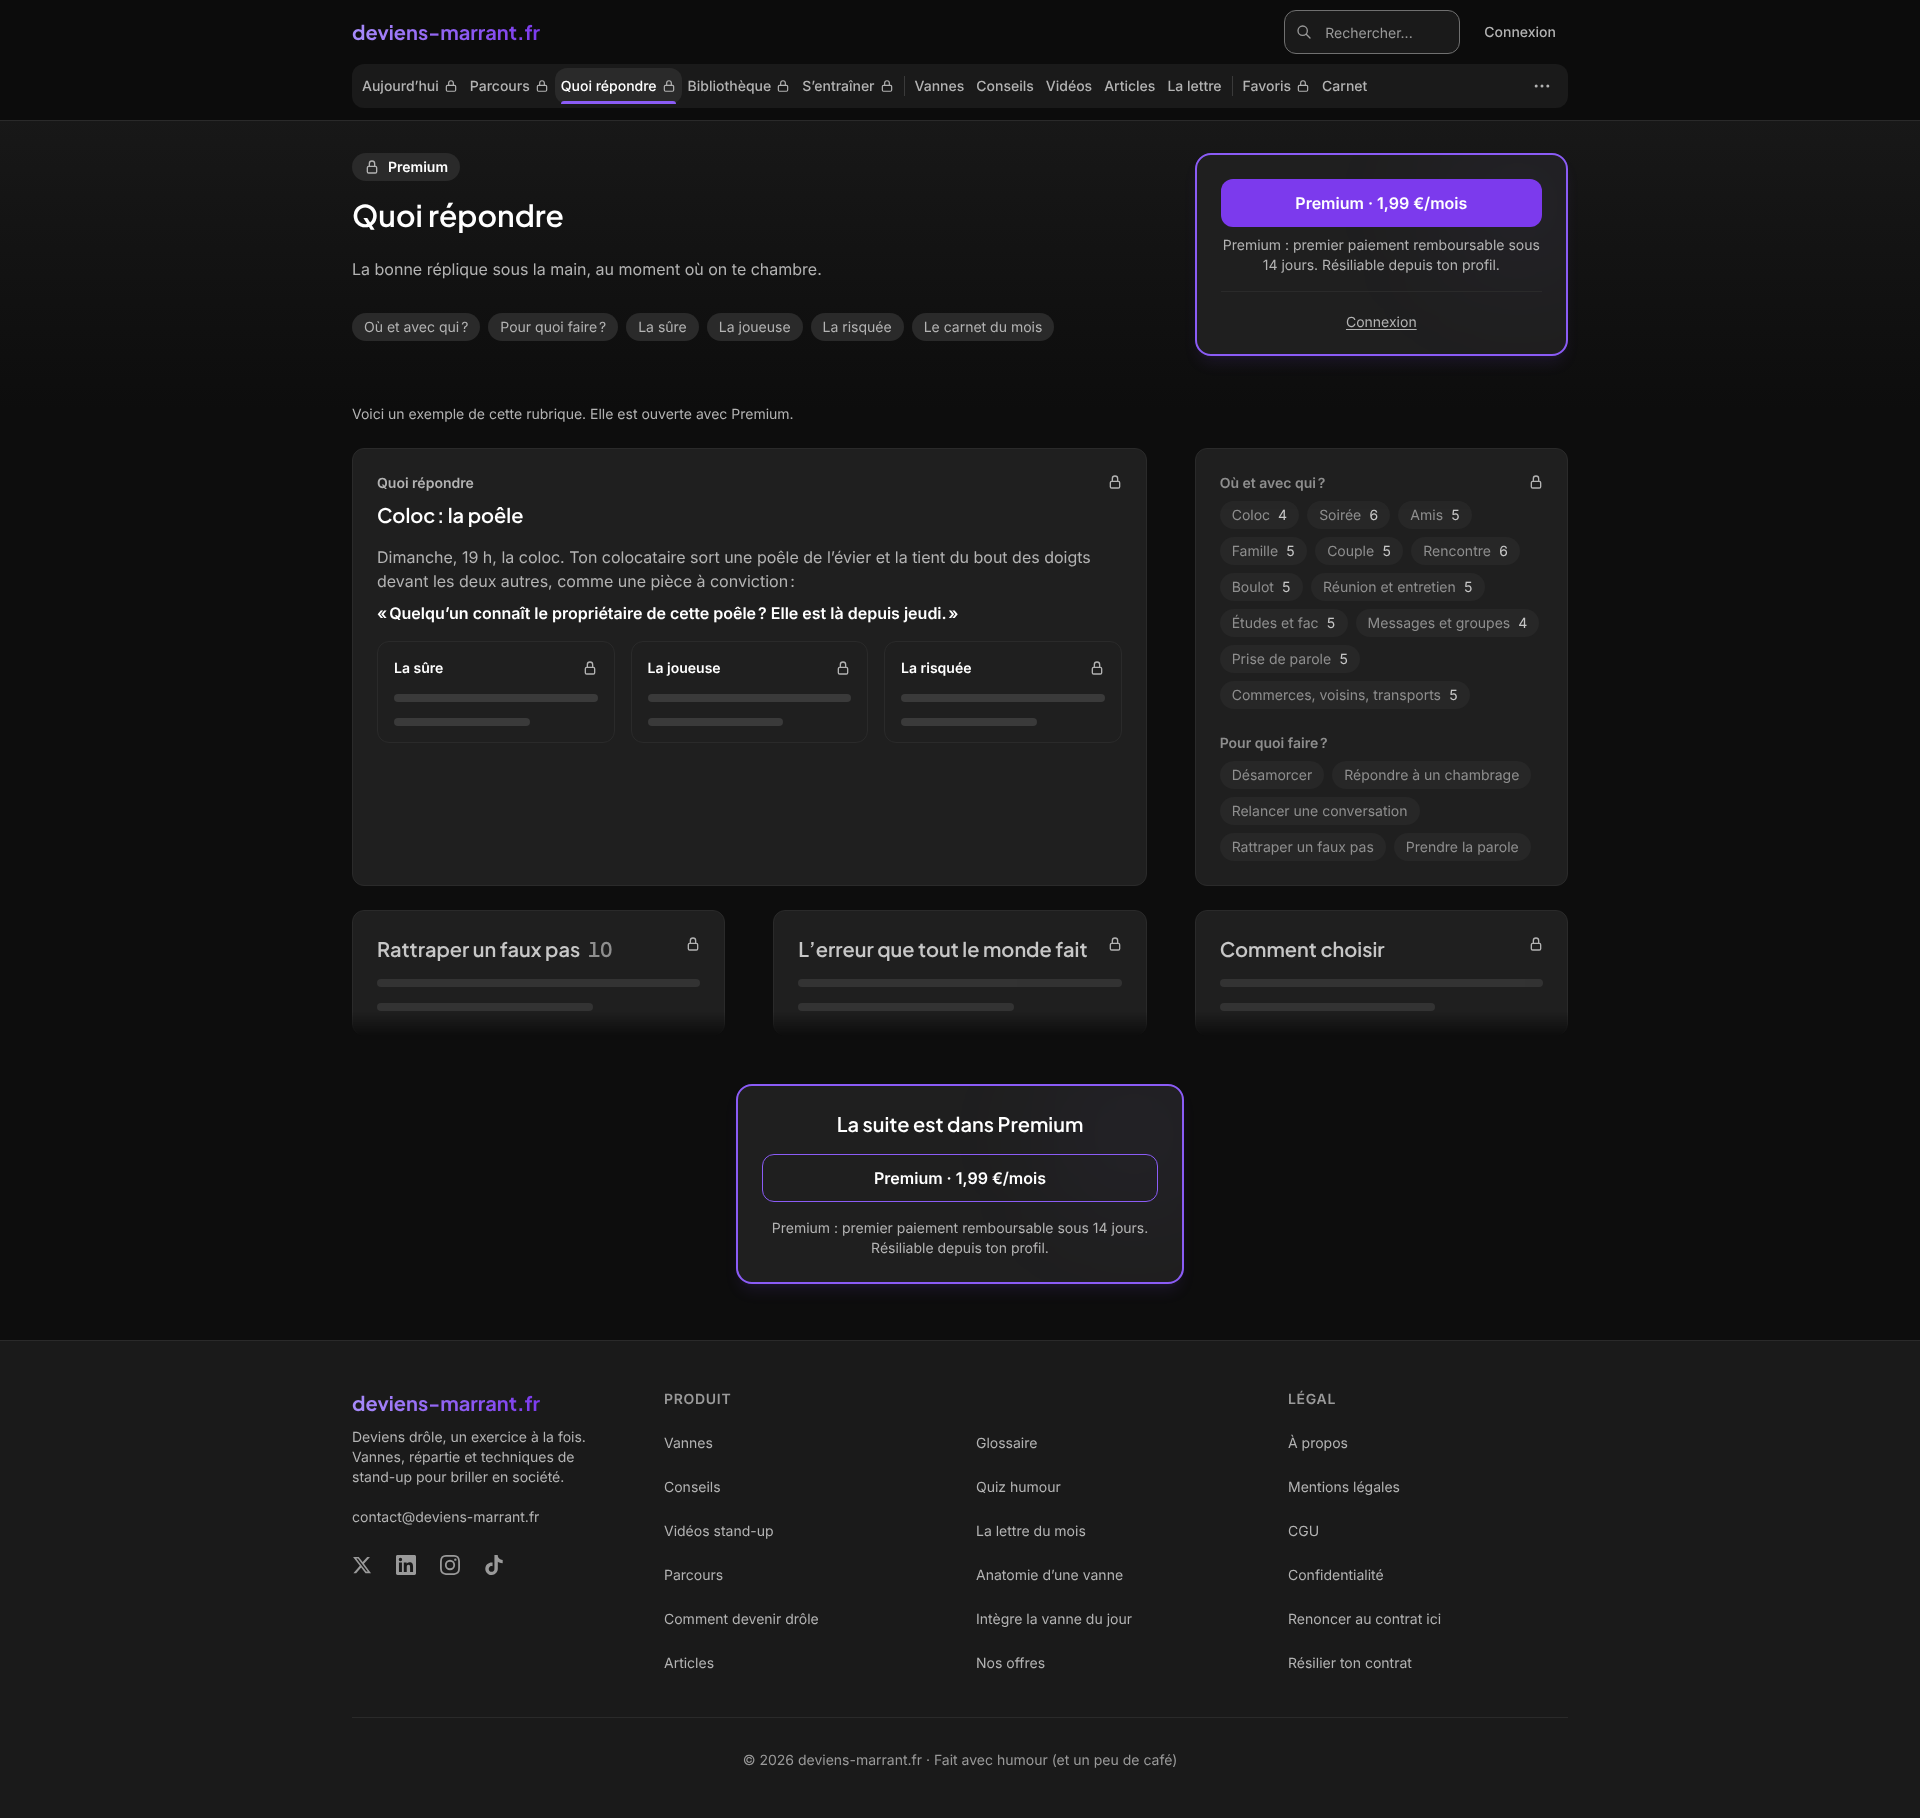 deviens-marrant.fr
Rechercher...
Connexion
Aujourd’hui Parcours Quoi répondre Bibliothèque S’entraîner Vannes Conseils Vidéos Articles La lettre Favoris Carnet
Premium
Quoi répondre
La bonne réplique sous la main, au moment où on te chambre.
Où et avec qui ? Pour quoi faire ? La sûre La joueuse La risquée Le carnet du mois
Premium · 1,99 €/mois
Premium : premier paiement remboursable sous
14 jours. Résiliable depuis ton profil.
Connexion
Voici un exemple de cette rubrique. Elle est ouverte avec Premium.
Quoi répondre
Coloc : la poêle
Dimanche, 19 h, la coloc. Ton colocataire sort une poêle de l’évier et la tient du bout des doigts
devant les deux autres, comme une pièce à conviction :
« Quelqu’un connaît le propriétaire de cette poêle ? Elle est là depuis jeudi. »
La sûre
La joueuse
La risquée
Où et avec qui ?
Coloc 4 Soirée 6 Amis 5
Famille 5 Couple 5 Rencontre 6
Boulot 5 Réunion et entretien 5
Études et fac 5 Messages et groupes 4
Prise de parole 5
Commerces, voisins, transports 5
Pour quoi faire ?
Désamorcer Répondre à un chambrage
Relancer une conversation
Rattraper un faux pas Prendre la parole
Rattraper un faux pas 10
L’erreur que tout le monde fait
Comment choisir
La suite est dans Premium
Premium · 1,99 €/mois
Premium : premier paiement remboursable sous 14 jours.
Résiliable depuis ton profil.
deviens-marrant.fr
Deviens drôle, un exercice à la fois.
Vannes, répartie et techniques de
stand-up pour briller en société.
contact@deviens-marrant.fr
PRODUIT
Vannes
Conseils
Vidéos stand-up
Parcours
Comment devenir drôle
Articles
Glossaire
Quiz humour
La lettre du mois
Anatomie d’une vanne
Intègre la vanne du jour
Nos offres
LÉGAL
À propos
Mentions légales
CGU
Confidentialité
Renoncer au contrat ici
Résilier ton contrat
© 2026 deviens-marrant.fr · Fait avec humour (et un peu de café)